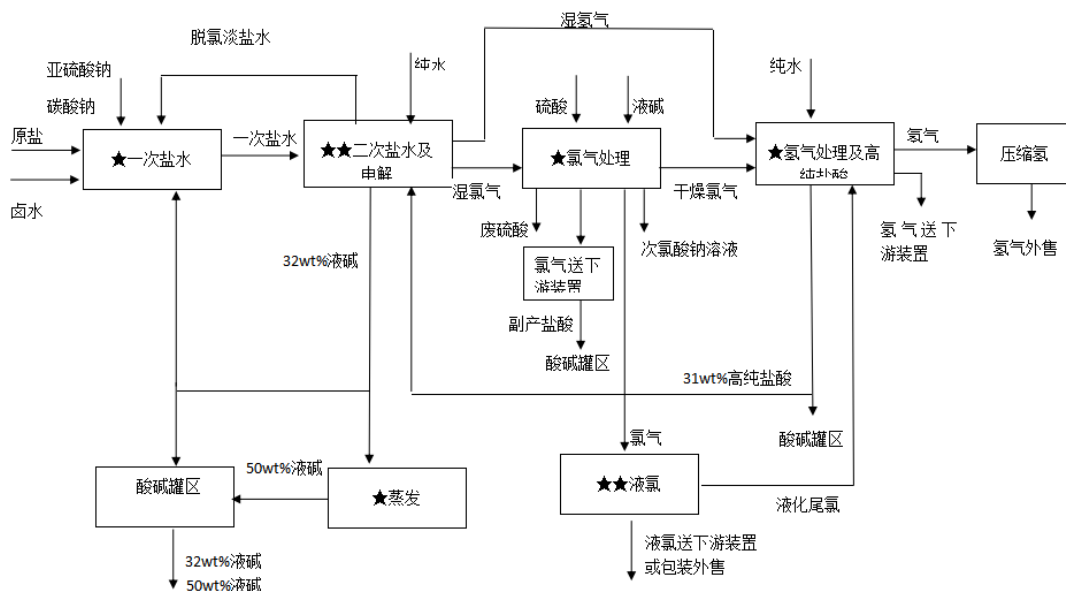 湿氢气
脱氯淡盐水
亚硫酸钠
纯水
纯水
碳酸钠
硫酸
液碱
原盐
★一次盐水
一次盐水
★★二次盐水及
电解
★氯气处理
★氢气处理及高
纯盐酸
氢气
压缩氢
湿氯气
干燥氯气
卤水
废硫酸
次氯酸钠溶液
氢气送下
游装置
氢气外售
32wt%液碱
氯气送下
游装置
副产盐酸
酸碱罐区
31wt%高纯盐酸
酸碱罐区
氯气
酸碱罐区
50wt%液碱
★蒸发
★★液氯
液化尾氯
32wt%液碱
50wt%液碱
液氯送下游装置
或包装外售